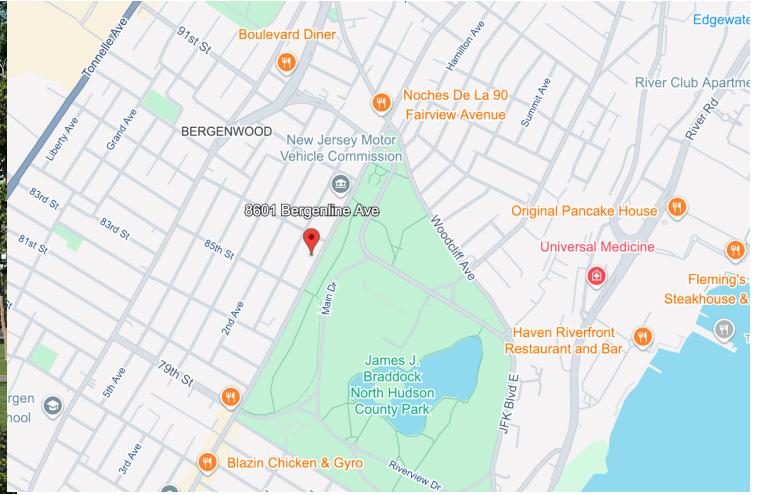 Edgewate
91st St
Boulevard Diner
Tonnelle Ave
Hamilton Ave
River Club Apartme
Noches De La 90
Fairview Avenue
Summit Ave
River Rd
Grand Ave
Liberty Ave
BERGENWOOD
New Jersey Motor
Vehicle Commission
83rd St
8601 Bergenline Ave
Original Pancake House
83rd St
Woodcliff Ave
81st St
85th St
Universal Medicine
Fleming's
Steakhouse &
Main Dr
2nd Ave
Haven Riverfront
Restaurant and Bar
James J.
Braddock
North Hudson
County Park
79th St
5th Ave
JFK Blvd E
rgen
hool
3rd Ave
Blazin Chicken & Gyro
Riverview Dr